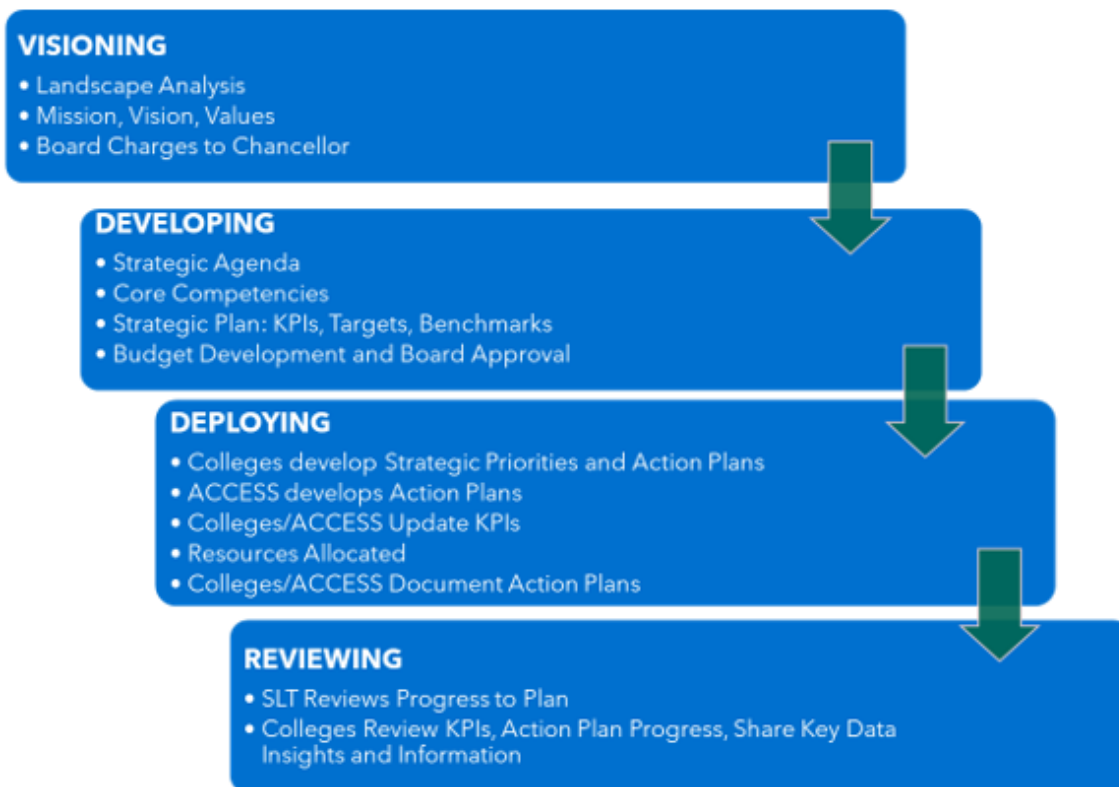 VISIONING
• Landscape Analysis
• Mission, Vision, Values
• Board Charges to Chancellor
DEVELOPING
• Strategic Agenda
• Core Competencies
• Strategic Plan: KPIs, Targets, Benchmarks
• Budget Development and Board Approval
DEPLOYING
• Colleges develop Strategic Priorities and Action Plans
• ACCESS develops Action Plans
• Colleges/ACCESS Update KPIs
• Resources Allocated
• Colleges/ACCESS Document Action Plans
REVIEWING
• SLT Reviews Progress to Plan
• Colleges Review KPIs, Action Plan Progress, Share Key Data
Insights and Information